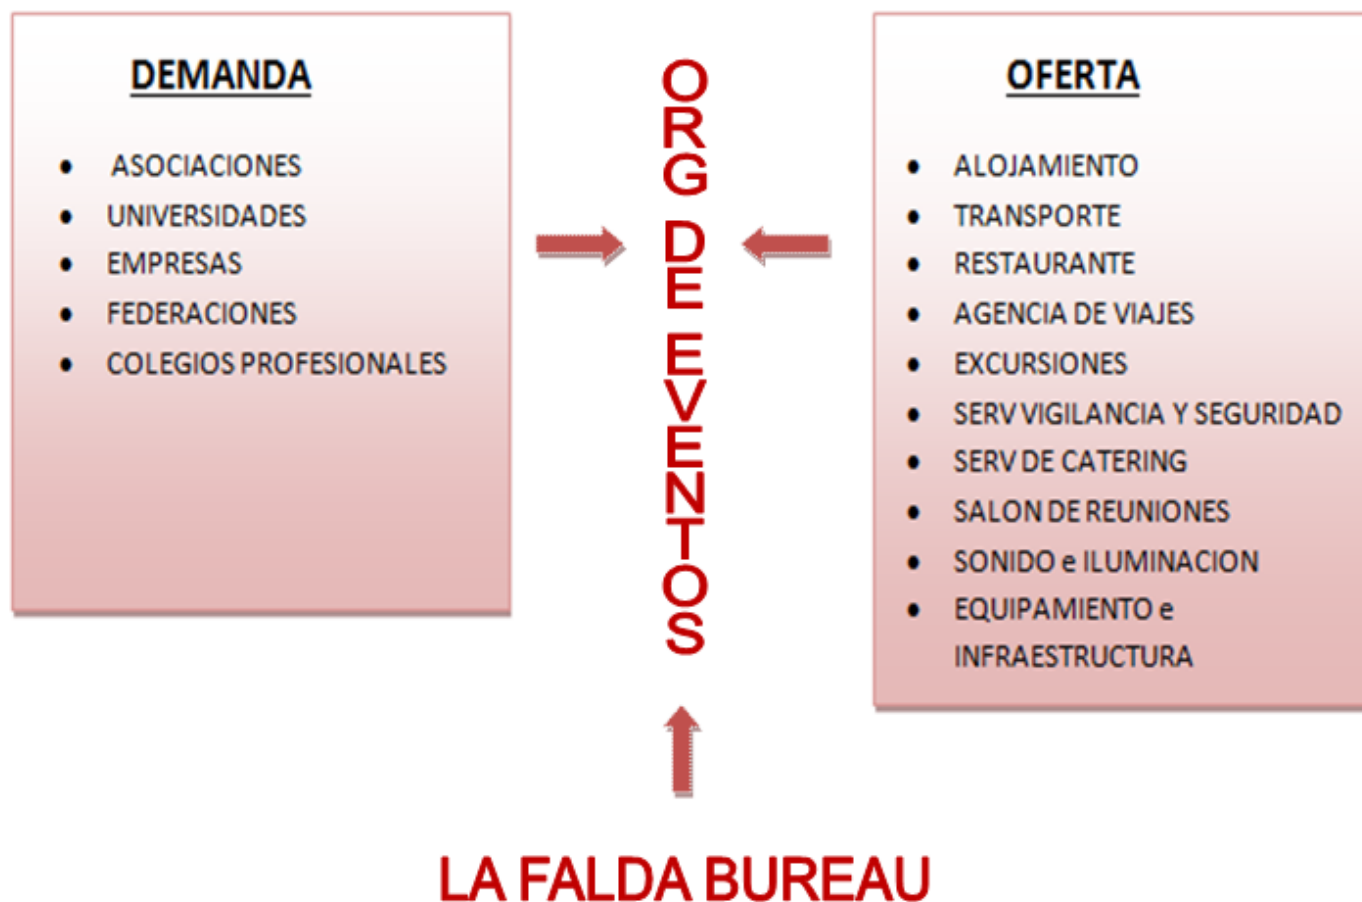 DEMANDA
ASOCIACIONES
UNIVERSIDADES
EMPRESAS
FEDERACIONES
COLEGIOS PROFESIONALES
ORG DE EVENTOS
OFERTA
ALOJAMIENTO
TRANSPORTE
RESTAURANTE
AGENCIA DE VIAJES
EXCURSIONES
SERV VIGILANCIA Y SEGURIDAD
SERV DE CATERING
SALON DE REUNIONES
SONIDO e ILUMINACION
EQUIPAMIENTO e
INFRAESTRUCTURA
LA FALDA BUREAU